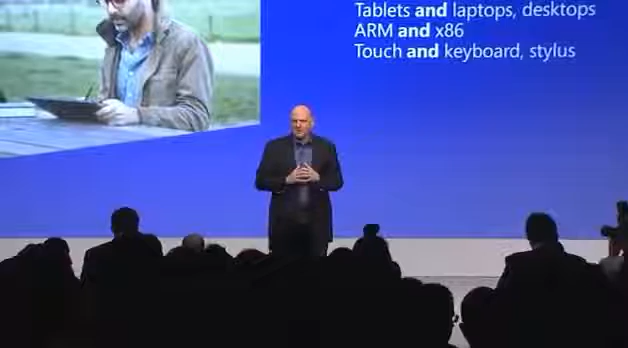 Tablets and laptops, desktops
ARM and x86
Touch and keyboard, stylus